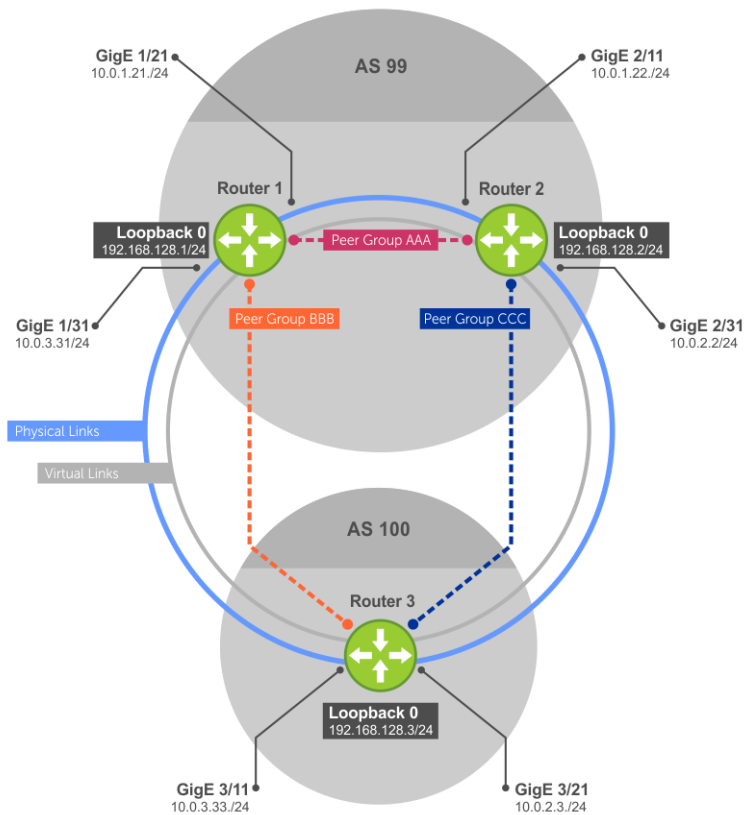 GigE 1/21
10.0.1.21./24
AS 99
GigE 2/11
10.0.1.22./24
Router 1
Router 2
Loopback 0
192.168.128.1/24
Peer Group AAA
Loopback 0
192.168.128.2/24
GigE 1/31
10.0.3.31/24
Peer Group BBB
Peer Group CCC
GigE 2/31
10.0.2.2/24
Physical Links
Virtual Links
AS 100
Router 3
Loopback 0
192.168.128.3/24
GigE 3/11
10.0.3.33./24
GigE 3/21
10.0.2.3./24